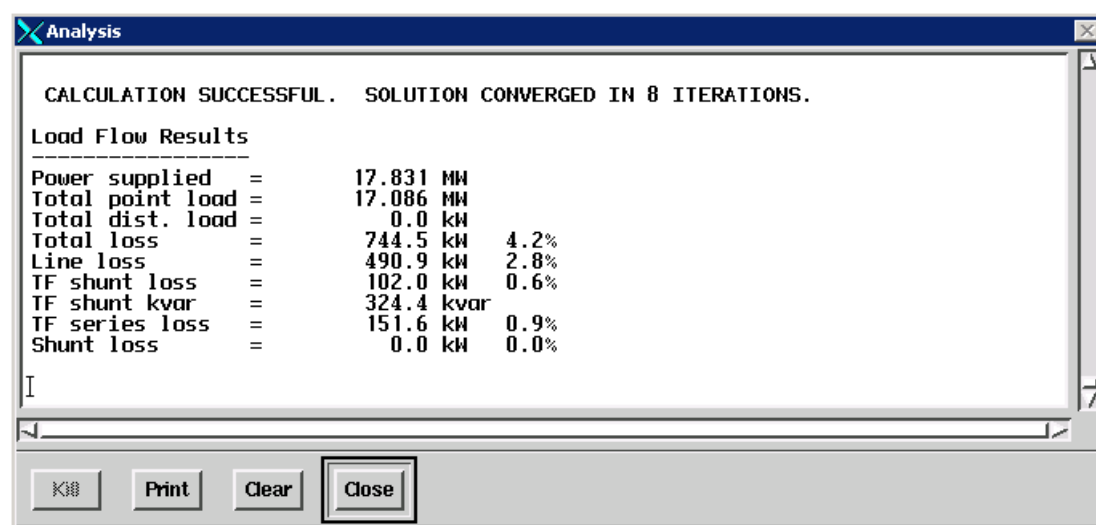 Analysis
CALCULATION SUCCESSFUL. SOLUTION CONVERGED IN 8 ITERATIONS.
Load Flow Results
-----------------
Power supplied = 17.831 MW
Total point load = 17.086 MW
Total dist. load = 0.0 kW
Total loss = 744.5 kW 4.2%
Line loss = 490.9 kW 2.8%
TF shunt loss = 102.0 kW 0.6%
TF shunt kvar = 324.4 kvar
TF series loss = 151.6 kW 0.9%
Shunt loss = 0.0 kW 0.0%
Kill Print Clear Close